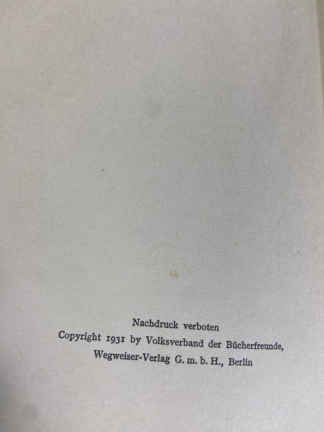 Nachdruck verboten
Copyright 1931 by Volksverband der Bücherfreunde,
Wegweiser-Verlag G. m. b. H., Berlin